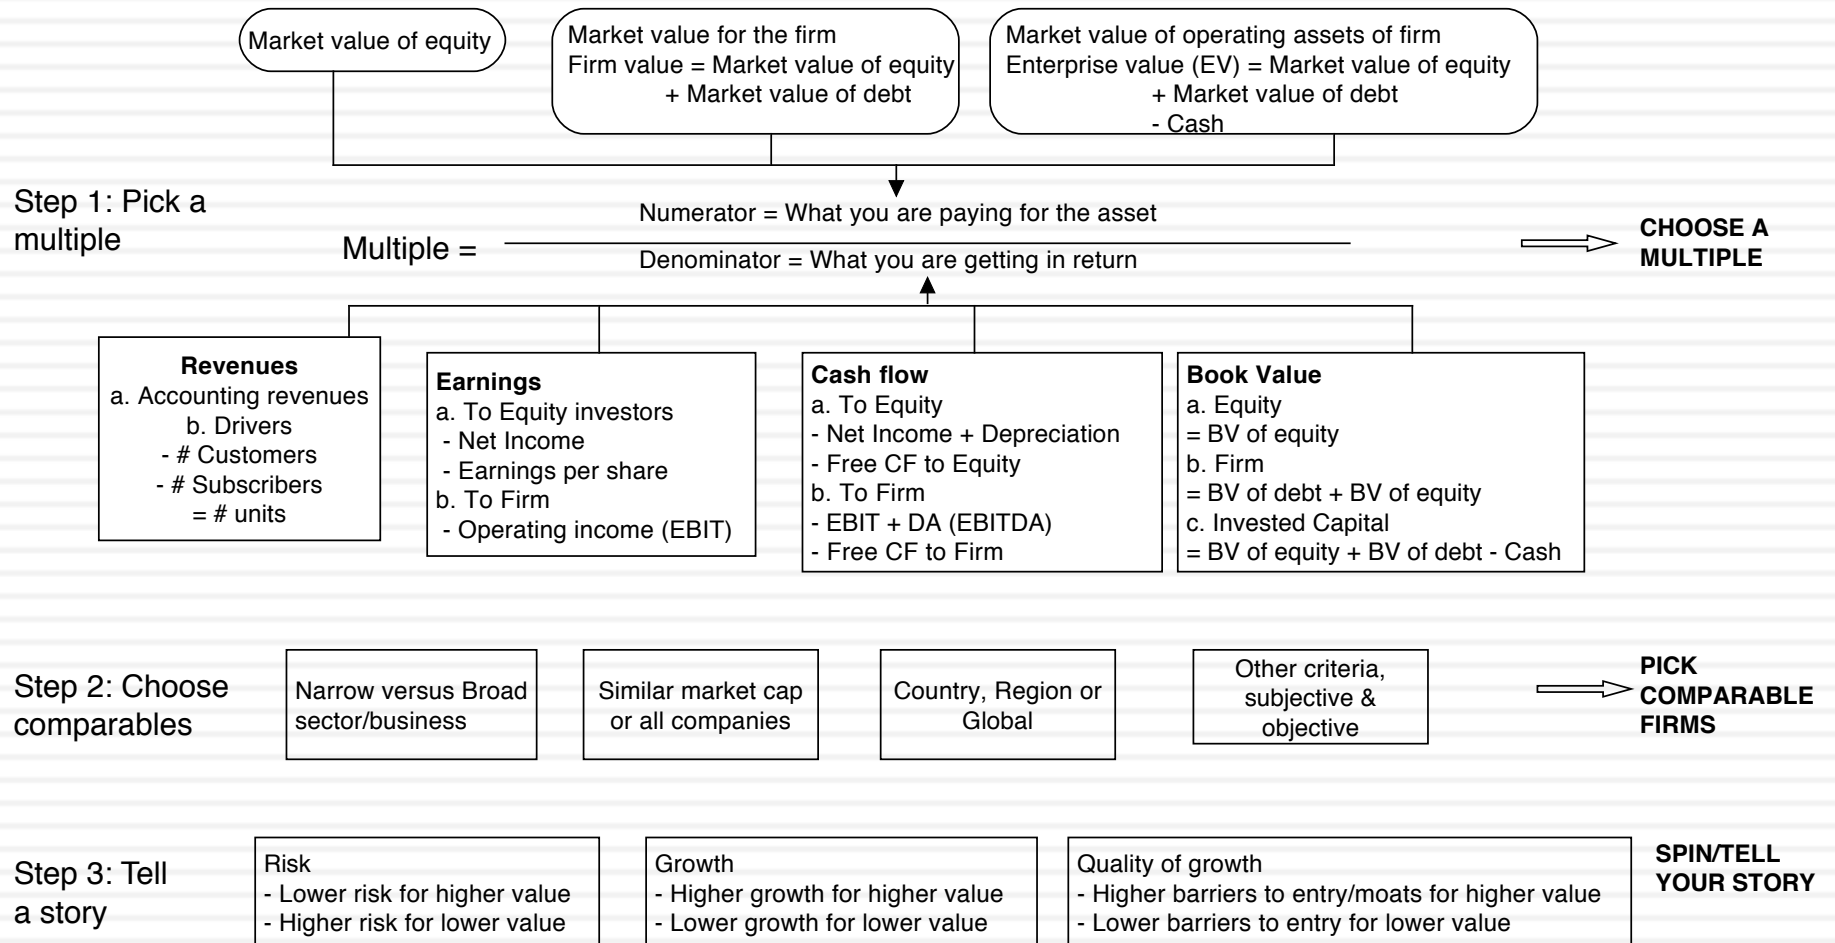 Market value of equity
Market value for the firm
Firm value = Market value of equity
+ Market value of debt
Market value of operating assets of firm
Enterprise value (EV) = Market value of equity
+ Market value of debt
- Cash
Step 1: Pick a
multiple
Multiple =
Numerator = What you are paying for the asset
Denominator = What you are getting in return
CHOOSE A
MULTIPLE
Revenues
a. Accounting revenues
b. Drivers
- # Customers
- # Subscribers
= # units
Earnings
a. To Equity investors
- Net Income
- Earnings per share
b. To Firm
- Operating income (EBIT)
Cash flow
a. To Equity
- Net Income + Depreciation
- Free CF to Equity
b. To Firm
- EBIT + DA (EBITDA)
- Free CF to Firm
Book Value
a. Equity
= BV of equity
b. Firm
= BV of debt + BV of equity
c. Invested Capital
= BV of equity + BV of debt - Cash
Step 2: Choose
comparables
Narrow versus Broad
sector/business
Similar market cap
or all companies
Country, Region or
Global
Other criteria,
subjective &
objective
PICK
COMPARABLE
FIRMS
Step 3: Tell
a story
Risk
- Lower risk for higher value
- Higher risk for lower value
Growth
- Higher growth for higher value
- Lower growth for lower value
Quality of growth
- Higher barriers to entry/moats for higher value
- Lower barriers to entry for lower value
SPIN/TELL
YOUR STORY